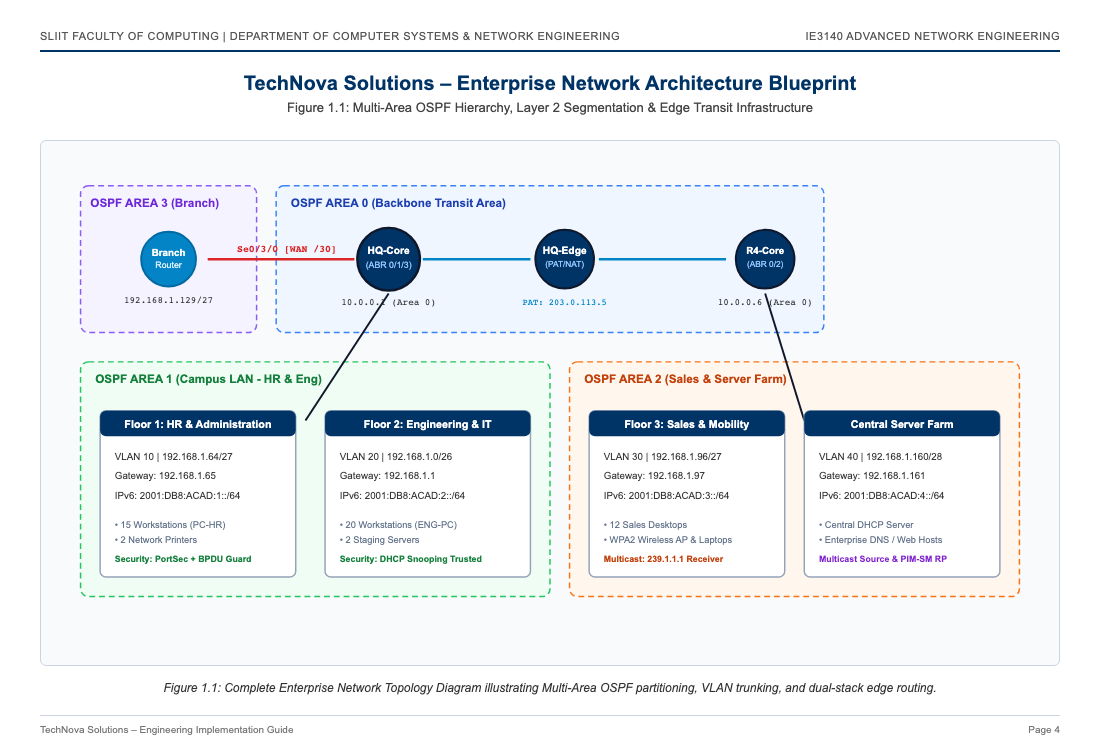 SLIIT FACULTY OF COMPUTING | DEPARTMENT OF COMPUTER SYSTEMS & NETWORK ENGINEERING
IE3140 ADVANCED NETWORK ENGINEERING
TechNova Solutions – Enterprise Network Architecture Blueprint
Figure 1.1: Multi-Area OSPF Hierarchy, Layer 2 Segmentation & Edge Transit Infrastructure
OSPF AREA 3 (Branch)
OSPF AREA 0 (Backbone Transit Area)
Se0/3/0 [WAN /30]
Branch
Router
HQ-Core
(ABR 0/1/3)
HQ-Edge
(PAT/NAT)
R4-Core
(ABR 0/2)
192.168.1.129/27
10.0.0.1 (Area 0)
PAT: 203.0.113.5
10.0.0.6 (Area 0)
OSPF AREA 1 (Campus LAN - HR & Eng)
Floor 1: HR & Administration
VLAN 10 | 192.168.1.64/27
Gateway: 192.168.1.65
IPv6: 2001:DB8:ACAD:1::/64
• 15 Workstations (PC-HR)
• 2 Network Printers
Security: PortSec + BPDU Guard
Floor 2: Engineering & IT
VLAN 20 | 192.168.1.0/26
Gateway: 192.168.1.1
IPv6: 2001:DB8:ACAD:2::/64
• 20 Workstations (ENG-PC)
• 2 Staging Servers
Security: DHCP Snooping Trusted
OSPF AREA 2 (Sales & Server Farm)
Floor 3: Sales & Mobility
VLAN 30 | 192.168.1.96/27
Gateway: 192.168.1.97
IPv6: 2001:DB8:ACAD:3::/64
• 12 Sales Desktops
• WPA2 Wireless AP & Laptops
Multicast: 239.1.1.1 Receiver
Central Server Farm
VLAN 40 | 192.168.1.160/28
Gateway: 192.168.1.161
IPv6: 2001:DB8:ACAD:4::/64
• Central DHCP Server
• Enterprise DNS / Web Hosts
Multicast Source & PIM-SM RP
Figure 1.1: Complete Enterprise Network Topology Diagram illustrating Multi-Area OSPF partitioning, VLAN trunking, and dual-stack edge routing.
TechNova Solutions – Engineering Implementation Guide
Page 4